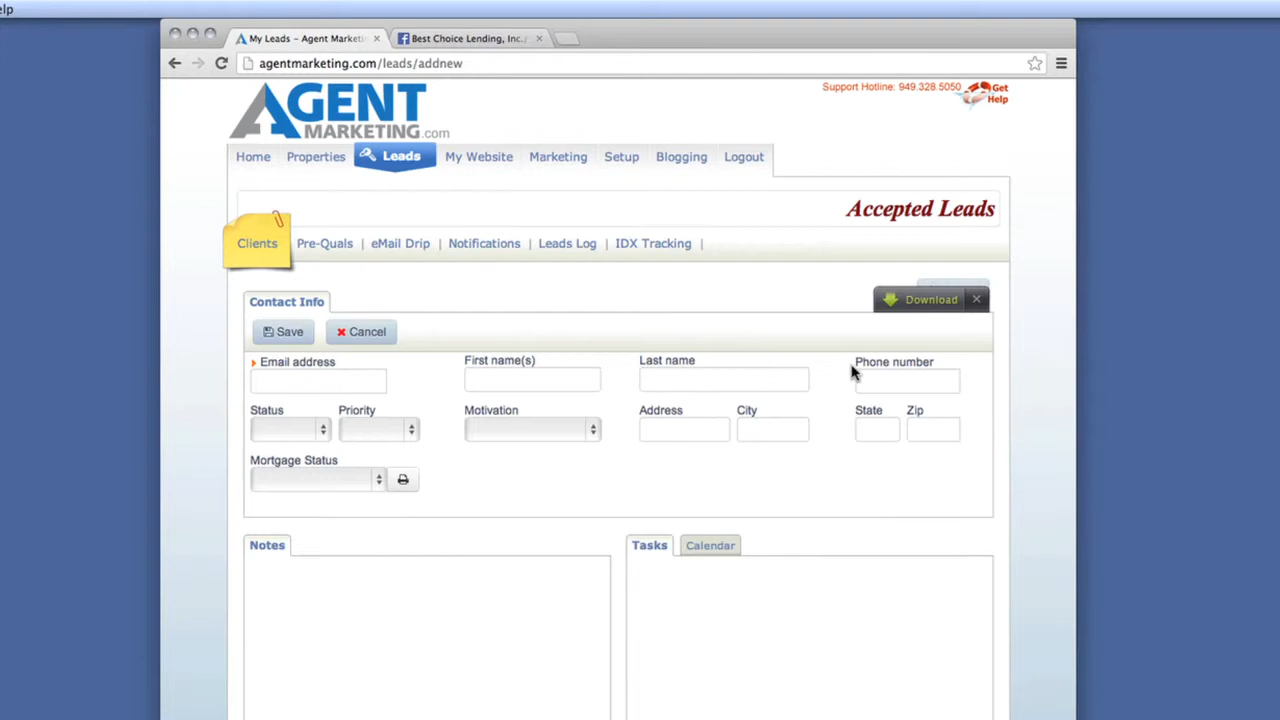 elp
My Leads - Agent Marketi
Best Choice Lending, Inc./
agentmarketing.com/leads/addnew
AGENT
MARKETING.com
Support Hotline: 949.328.5050
Get
Help
Home Properties Leads My Website Marketing Setup Blogging Logout
Accepted Leads
Clients Pre-Quals | eMail Drip | Notifications | Leads Log | IDX Tracking |
Contact Info
Download
Save Cancel
Email address First name(s) Last name Phone number
Status Priority Motivation Address City State Zip
Mortgage Status
Notes Tasks Calendar